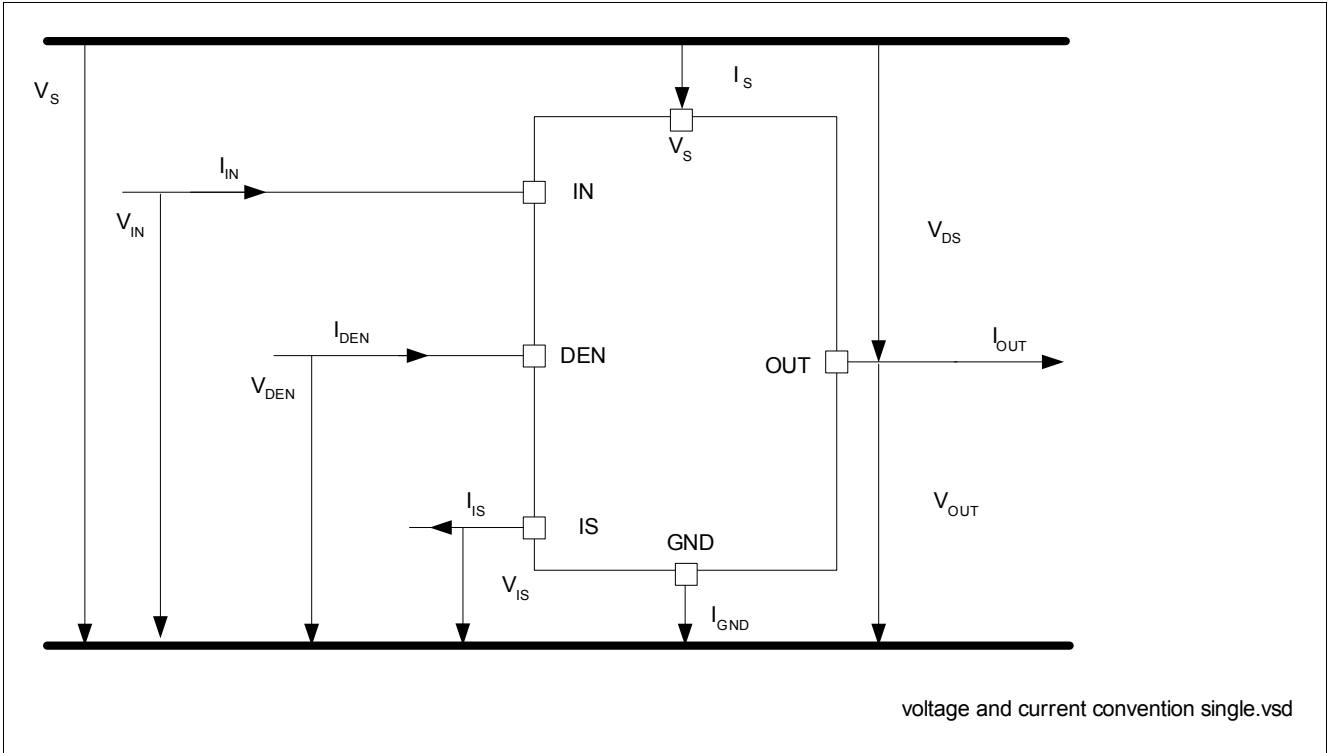 V_S
I_S
V_S
I_IN
IN
V_IN
V_DS
I_DEN
I_OUT
DEN
OUT
V_DEN
I_IS
V_OUT
IS
GND
V_IS
I_GND
voltage and current convention single.vsd